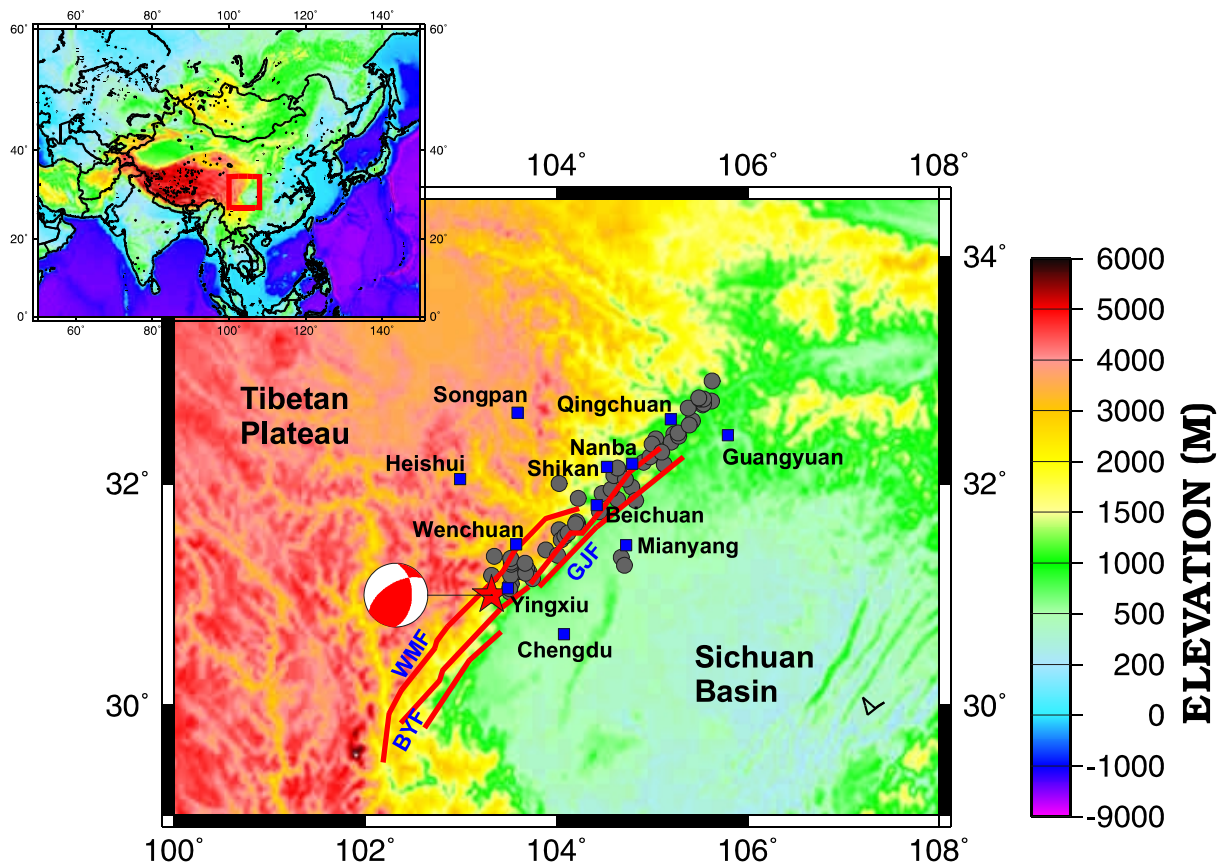 60˚ 80˚ 100˚ 120˚ 140˚
60˚ 60˚
40˚ 40˚
20˚ 20˚
0˚ 0˚
60˚ 80˚ 100˚ 120˚ 140˚
104˚ 106˚ 108˚
34˚
32˚
30˚
Tibetan
Plateau
Songpan
Qingchuan
Heishui
Nanba
Shikan
Guangyuan
Wenchuan
Beichuan
Mianyang
GJF
Yingxiu
WMF
Chengdu
Sichuan
Basin
BYF
100˚ 102˚ 104˚ 106˚ 108˚
6000
5000
4000
3000
2000
1500
1000
500
200
0
-1000
-9000
ELEVATION (M)